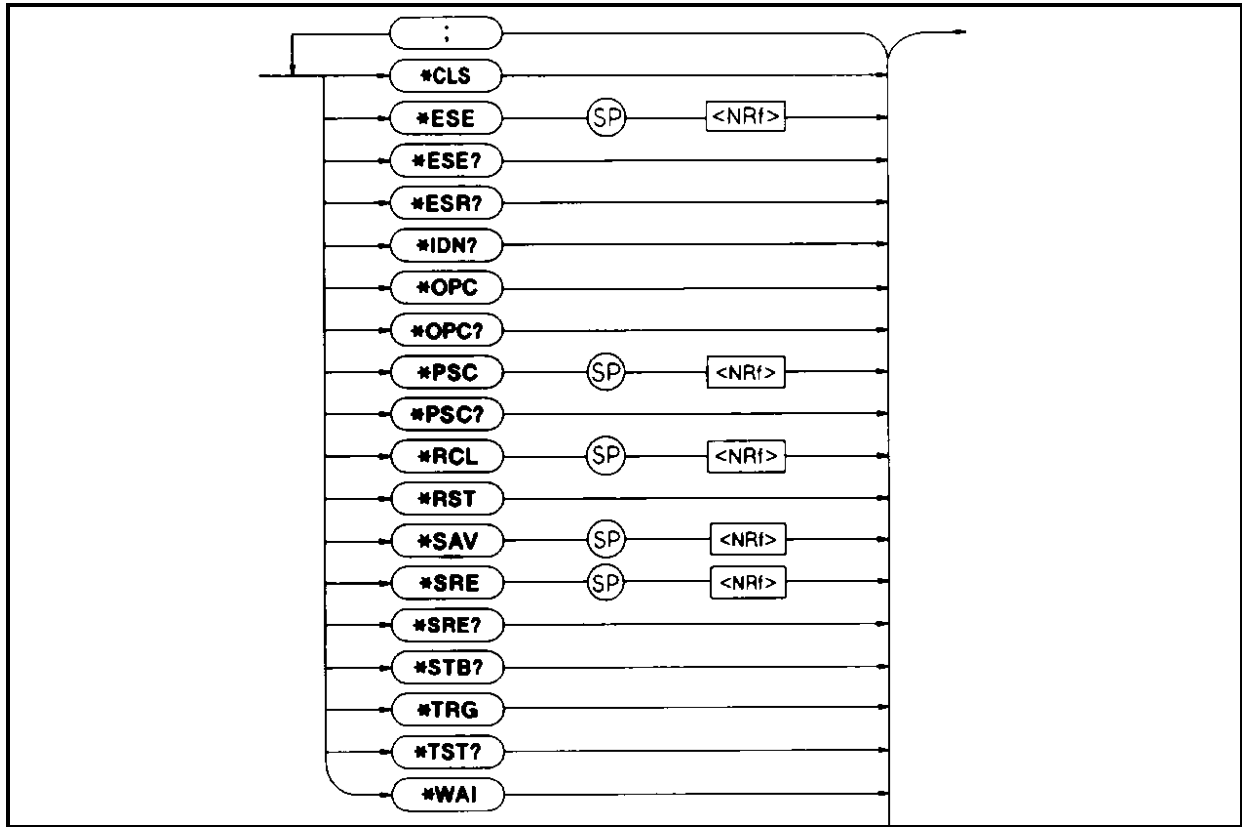 ;
*CLS
*ESE SP <NRf>
*ESE?
*ESR?
*IDN?
*OPC
*OPC?
*PSC SP <NRf>
*PSC?
*RCL SP <NRf>
*RST
*SAV SP <NRf>
*SRE SP <NRf>
*SRE?
*STB?
*TRG
*TST?
*WAI